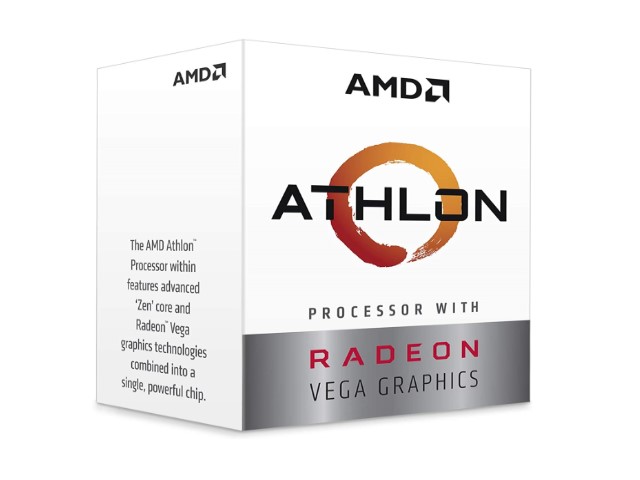 AMD
The AMD Athlon™
Processor within
features advanced
‘Zen’ core and
Radeon™ Vega
graphics technologies
combined into a
single, powerful chip.
AMD
ATHLON
PROCESSOR WITH
RADEON
VEGA GRAPHICS